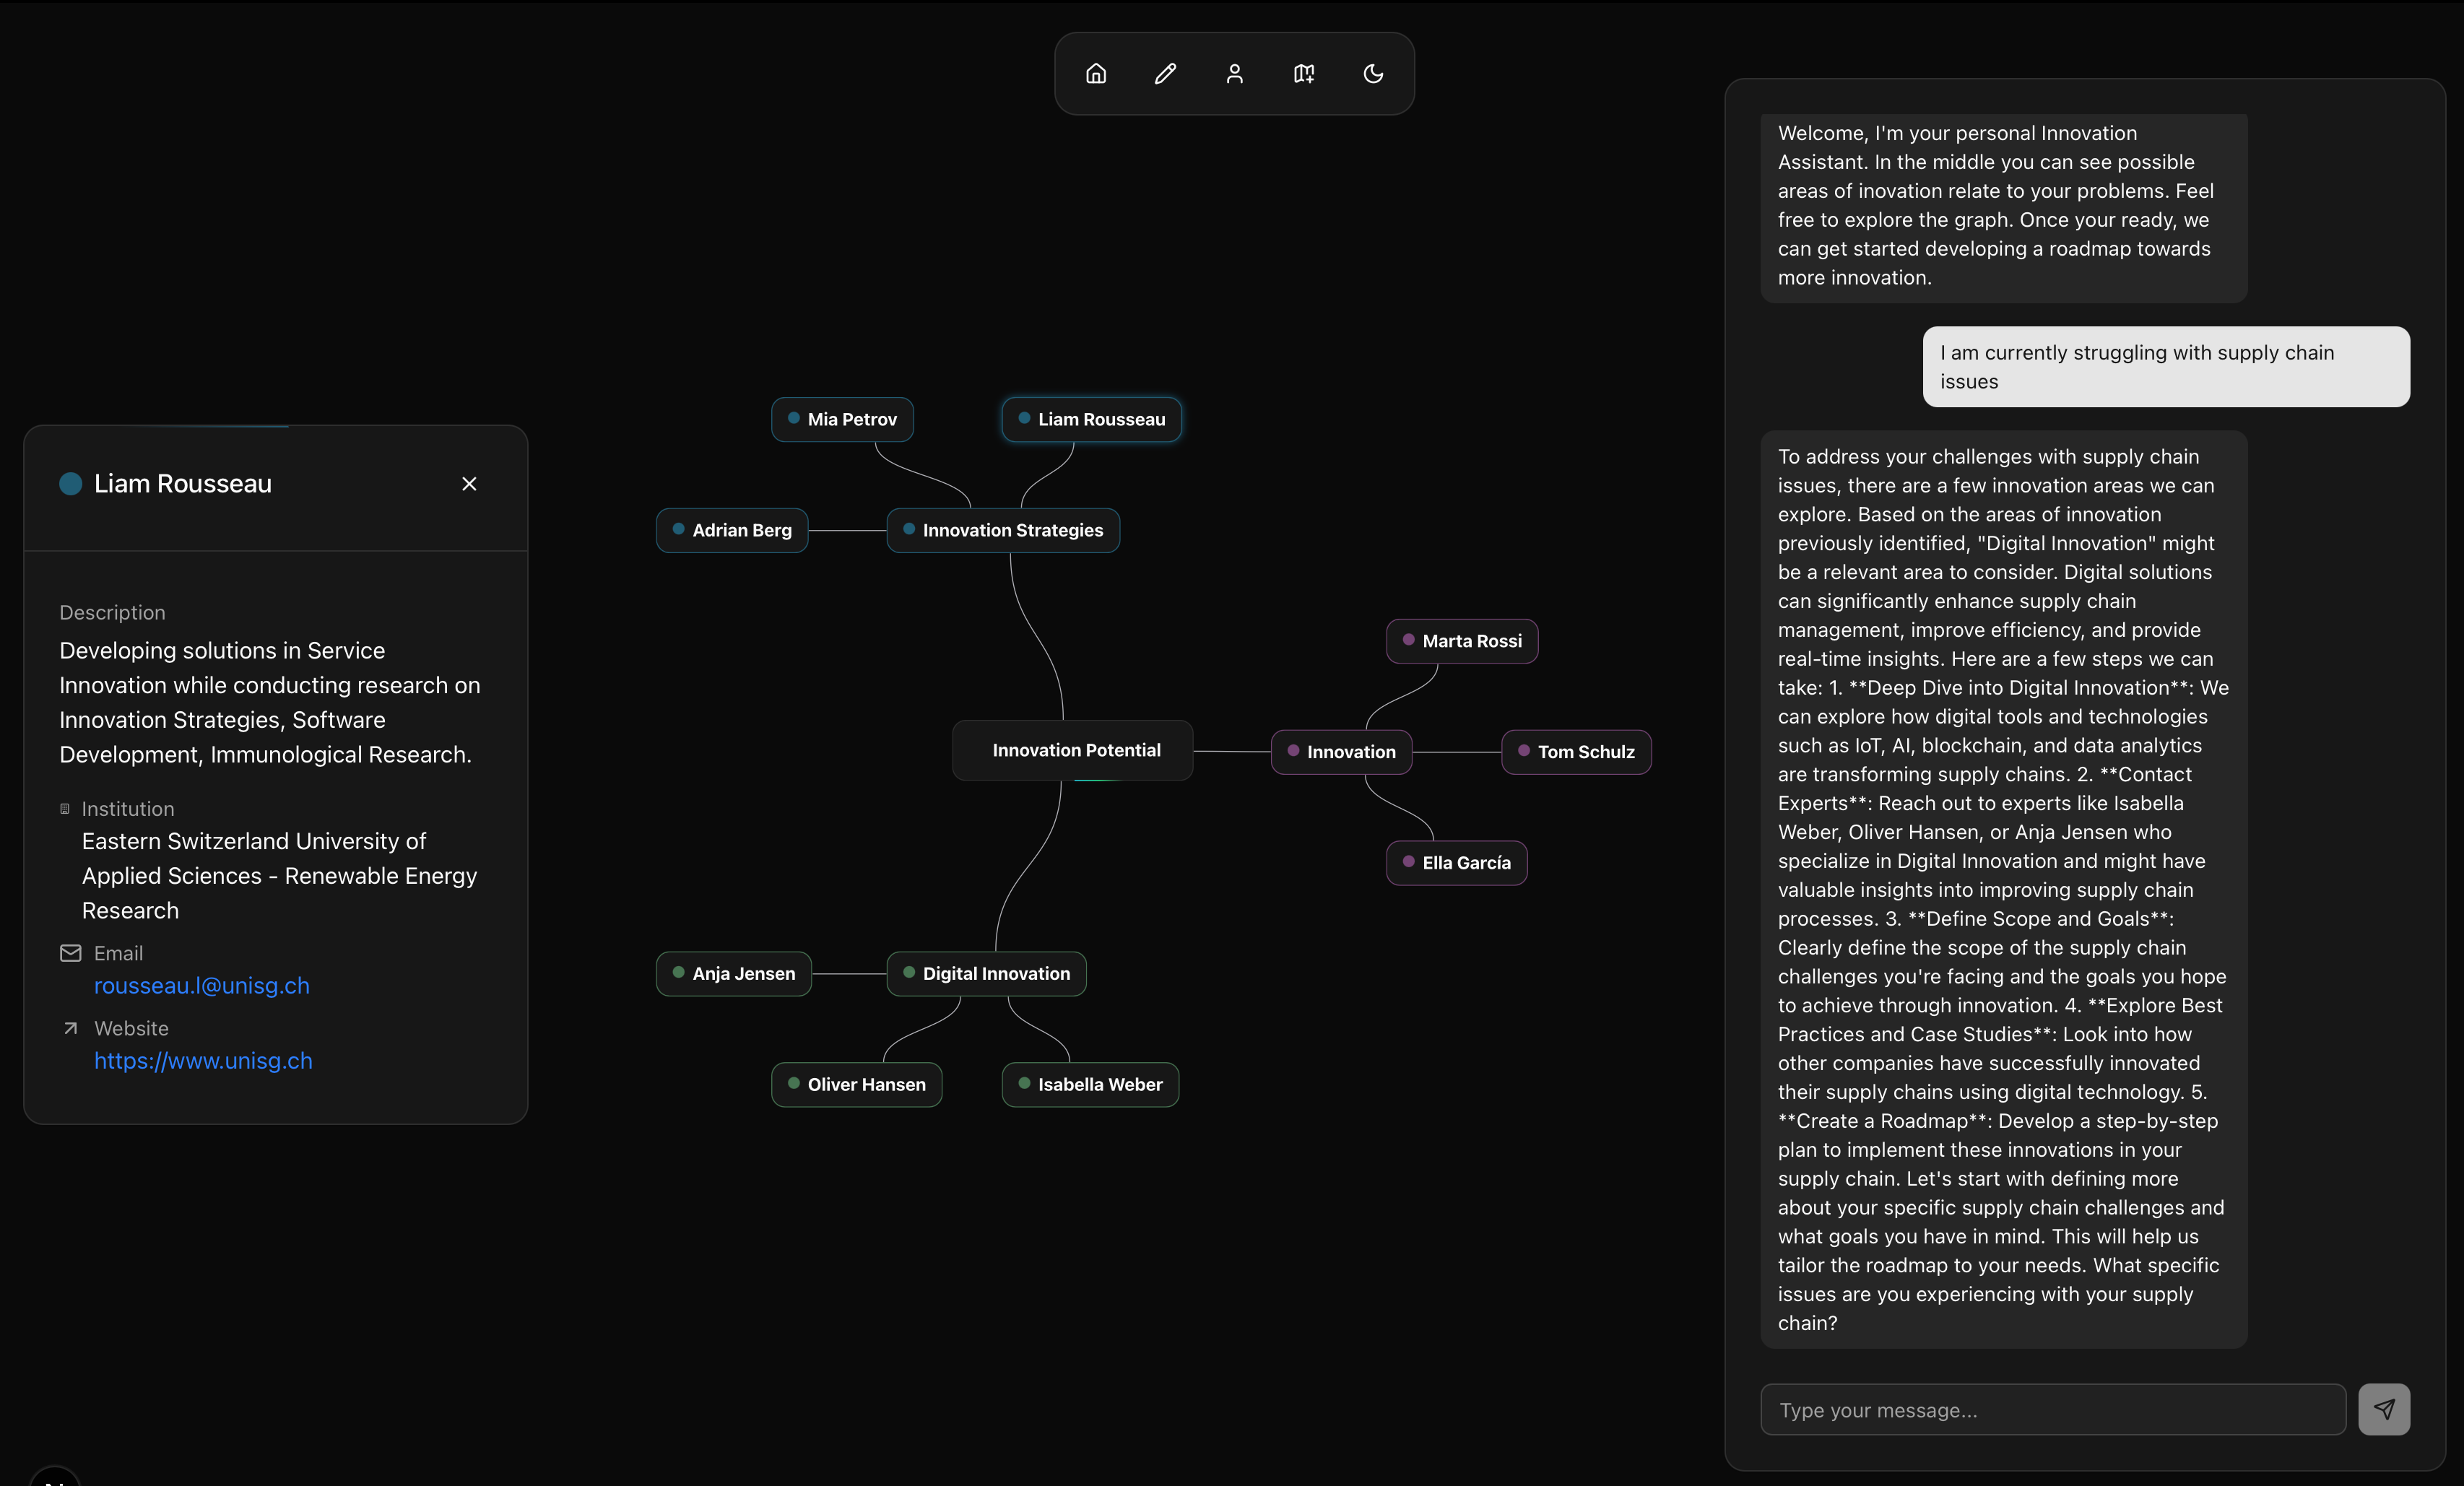 Liam Rousseau
Description
Developing solutions in Service
Innovation while conducting research on
Innovation Strategies, Software
Development, Immunological Research.
Institution
Eastern Switzerland University of
Applied Sciences - Renewable Energy
Research
Email
rousseau.l@unisg.ch
Website
https://www.unisg.ch
Mia Petrov
Liam Rousseau
Adrian Berg
Innovation Strategies
Marta Rossi
Innovation Potential
Innovation
Tom Schulz
Ella García
Anja Jensen
Digital Innovation
Oliver Hansen
Isabella Weber
Welcome, I'm your personal Innovation
Assistant. In the middle you can see possible
areas of inovation relate to your problems. Feel
free to explore the graph. Once your ready, we
can get started developing a roadmap towards
more innovation.
I am currently struggling with supply chain
issues
To address your challenges with supply chain
issues, there are a few innovation areas we can
explore. Based on the areas of innovation
previously identified, "Digital Innovation" might
be a relevant area to consider. Digital solutions
can significantly enhance supply chain
management, improve efficiency, and provide
real-time insights. Here are a few steps we can
take: 1. **Deep Dive into Digital Innovation**: We
can explore how digital tools and technologies
such as IoT, AI, blockchain, and data analytics
are transforming supply chains. 2. **Contact
Experts**: Reach out to experts like Isabella
Weber, Oliver Hansen, or Anja Jensen who
specialize in Digital Innovation and might have
valuable insights into improving supply chain
processes. 3. **Define Scope and Goals**:
Clearly define the scope of the supply chain
challenges you're facing and the goals you hope
to achieve through innovation. 4. **Explore Best
Practices and Case Studies**: Look into how
other companies have successfully innovated
their supply chains using digital technology. 5.
**Create a Roadmap**: Develop a step-by-step
plan to implement these innovations in your
supply chain. Let's start with defining more
about your specific supply chain challenges and
what goals you have in mind. This will help us
tailor the roadmap to your needs. What specific
issues are you experiencing with your supply
chain?
Type your message...